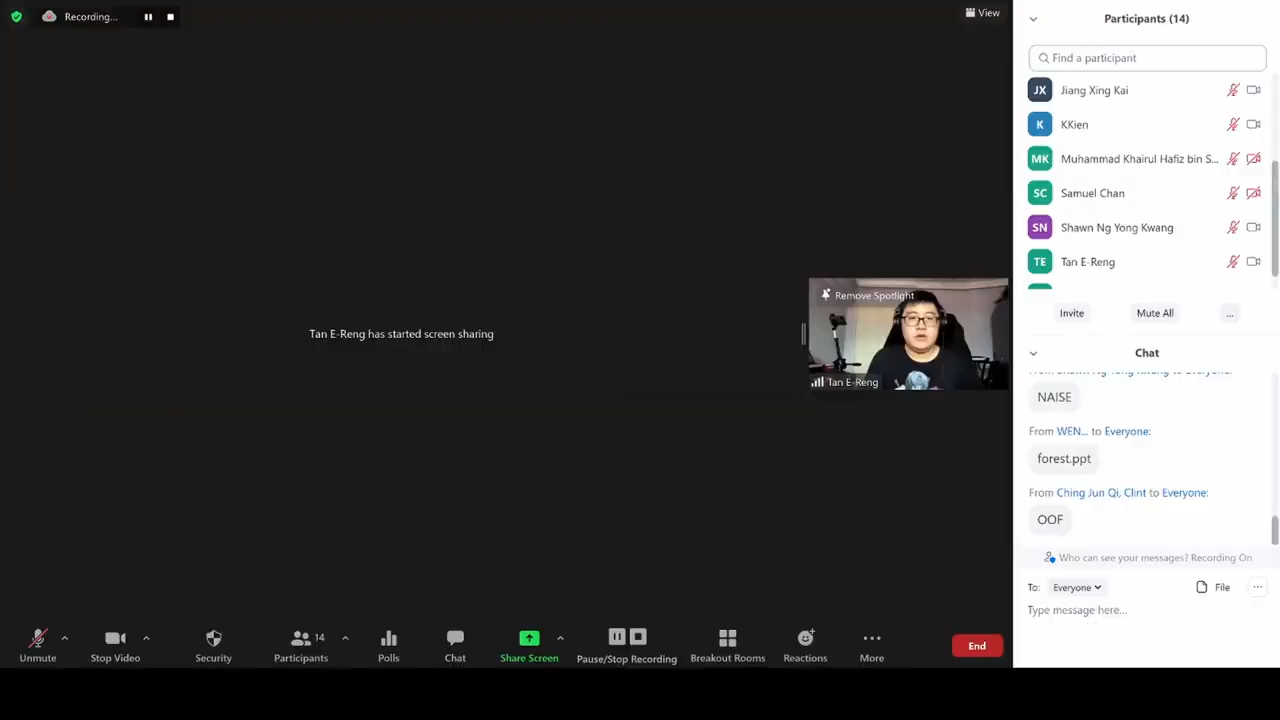 Recording...
View
Tan E-Reng has started screen sharing
Remove Spotlight
Tan E-Reng
Unmute
Stop Video
Security
14
Participants
Polls
Chat
Share Screen
Pause/Stop Recording
Breakout Rooms
Reactions
More
End
Participants (14)
Find a participant
JX Jiang Xing Kai
K KKien
MK Muhammad Khairul Hafiz bin S...
SC Samuel Chan
SN Shawn Ng Yong Kwang
TE Tan E-Reng
Invite
Mute All
...
Chat
NAISE
From WEN... to Everyone:
forest.ppt
From Ching Jun Qi, Clint to Everyone:
OOF
Who can see your messages? Recording On
To: Everyone
File
...
Type message here...